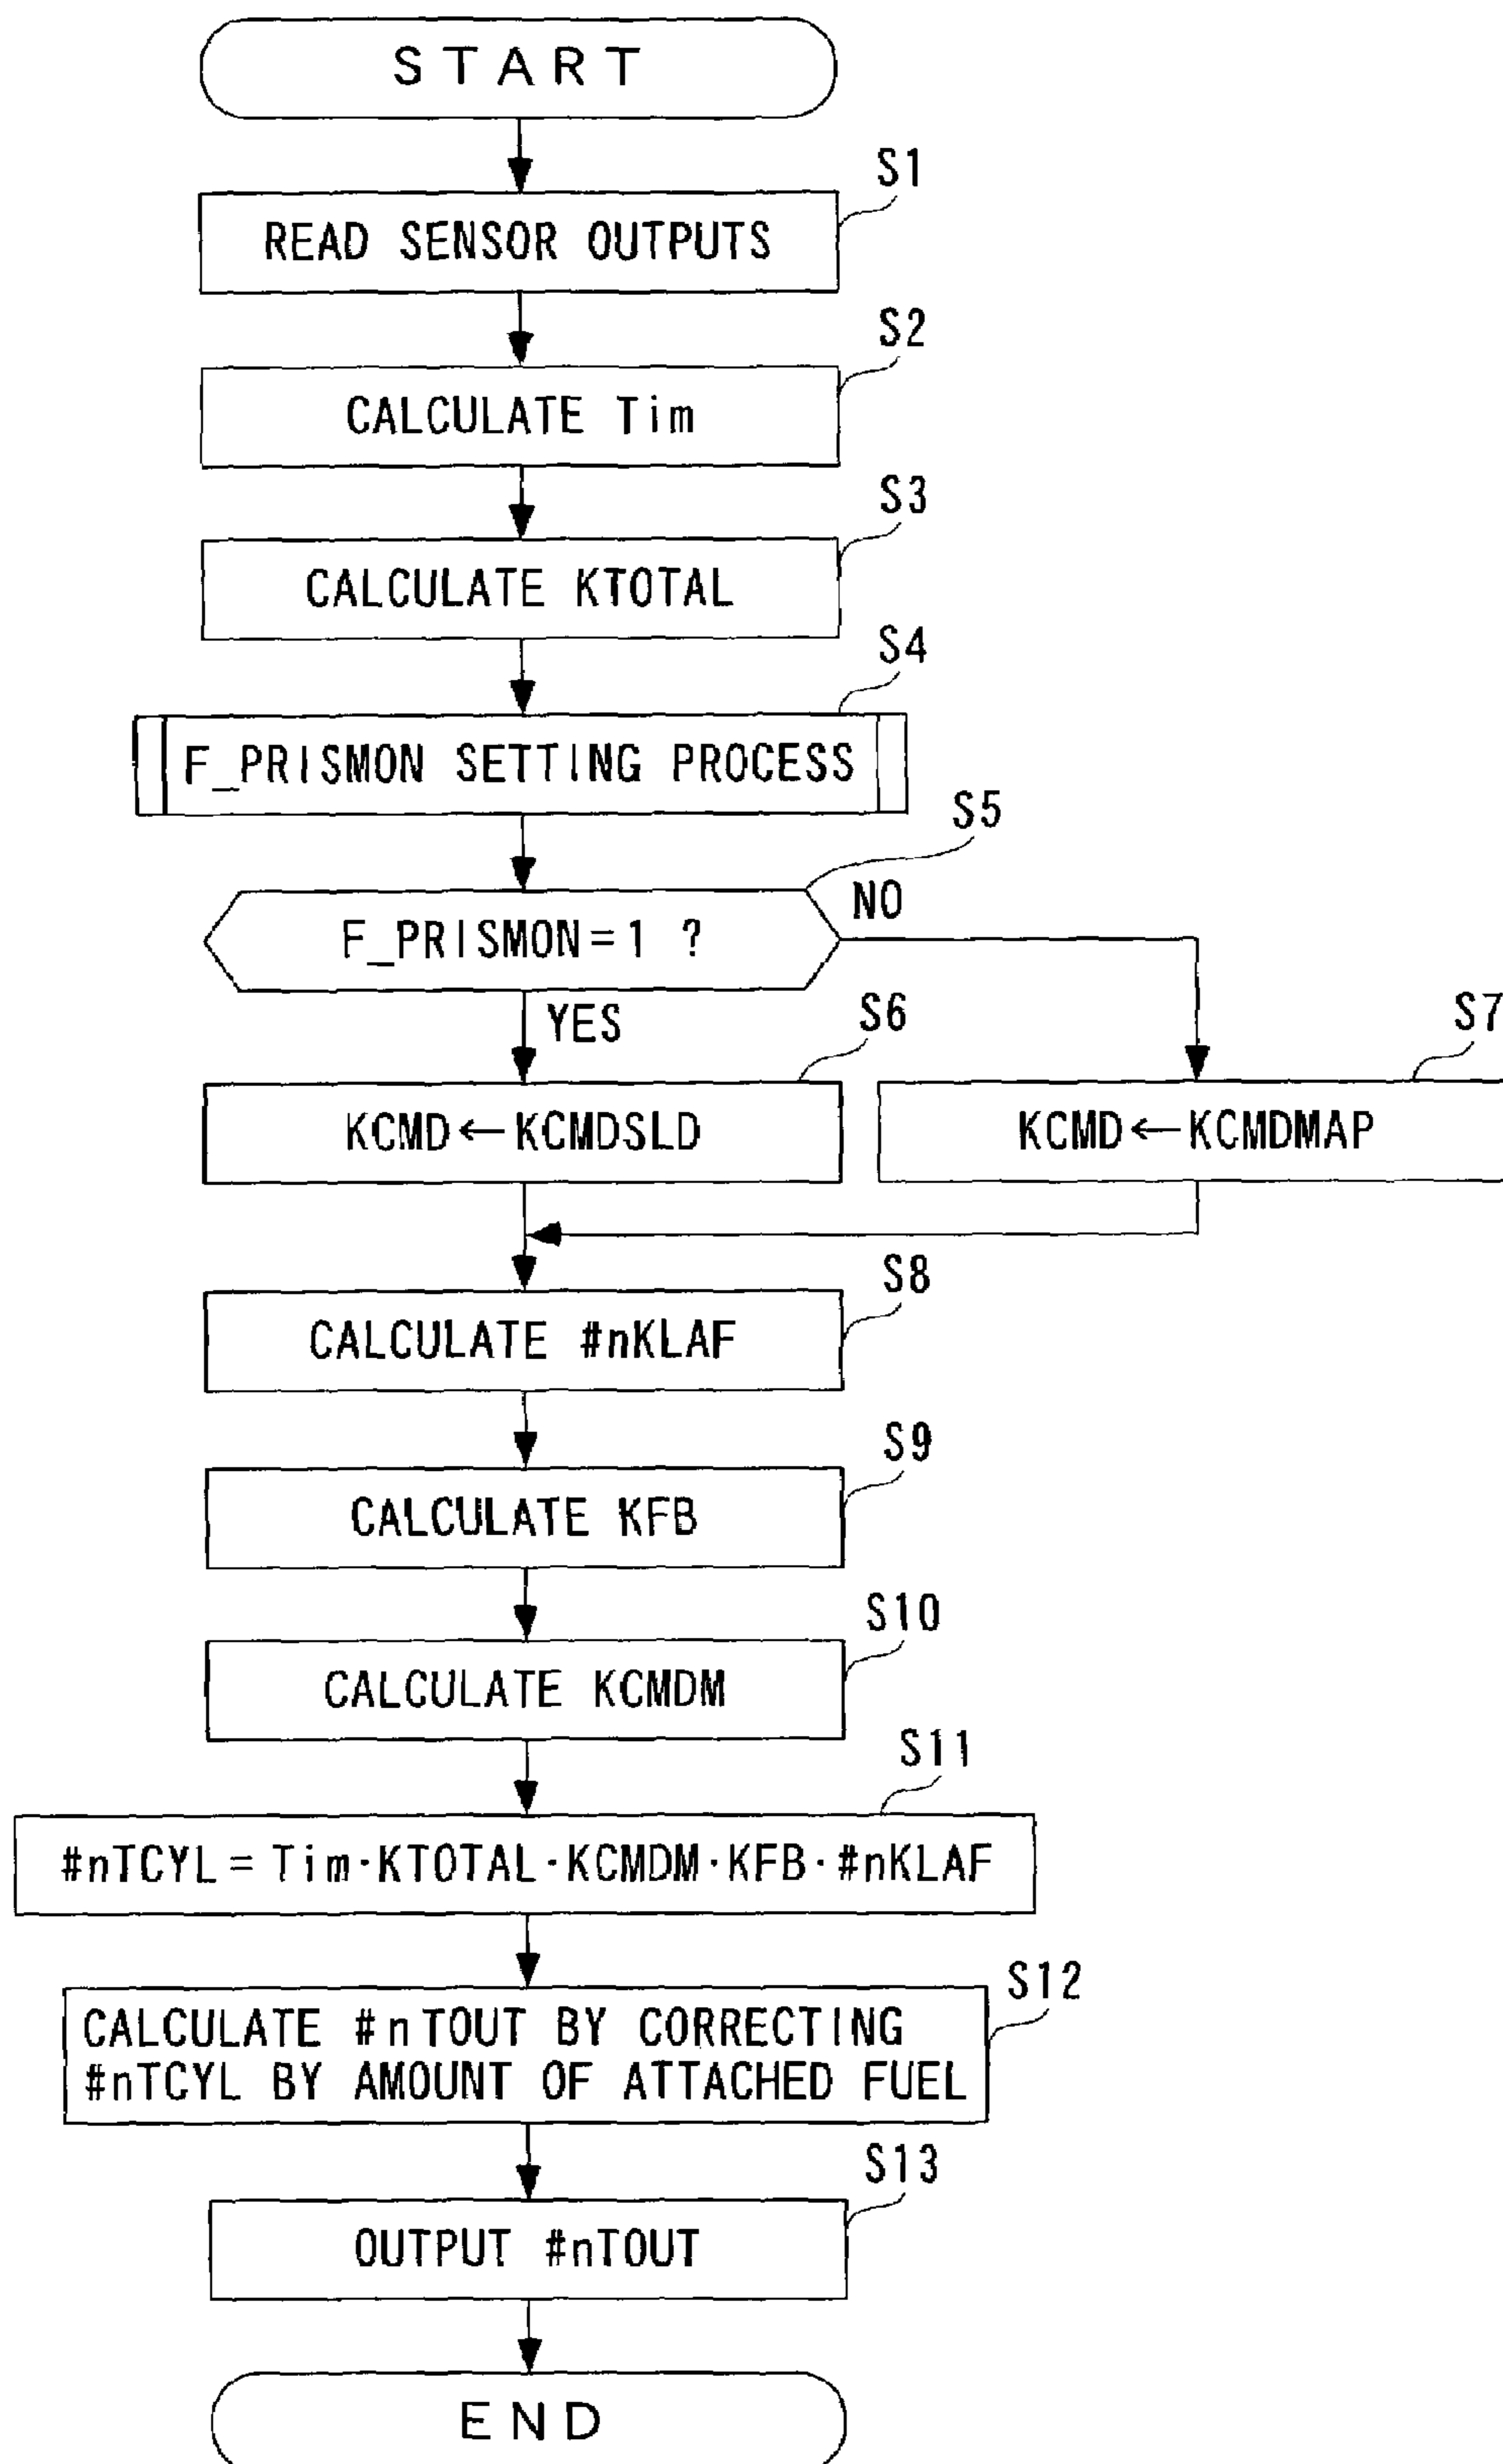 START
S1
READ SENSOR OUTPUTS
S2
CALCULATE Tim
S3
CALCULATE KTOTAL
S4
F_PRISMON SETTING PROCESS
S5
F_PRISMON=1 ?
NO
YES
S6
S7
KCMD←KCMDSLD
KCMD←KCMDMAP
S8
CALCULATE #nKLAF
S9
CALCULATE KFB
S10
CALCULATE KCMDM
S11
#nTCYL=Tim·KTOTAL·KCMDM·KFB·#nKLAF
S12
CALCULATE #nTOUT BY CORRECTING
#nTCYL BY AMOUNT OF ATTACHED FUEL
S13
OUTPUT #nTOUT
END